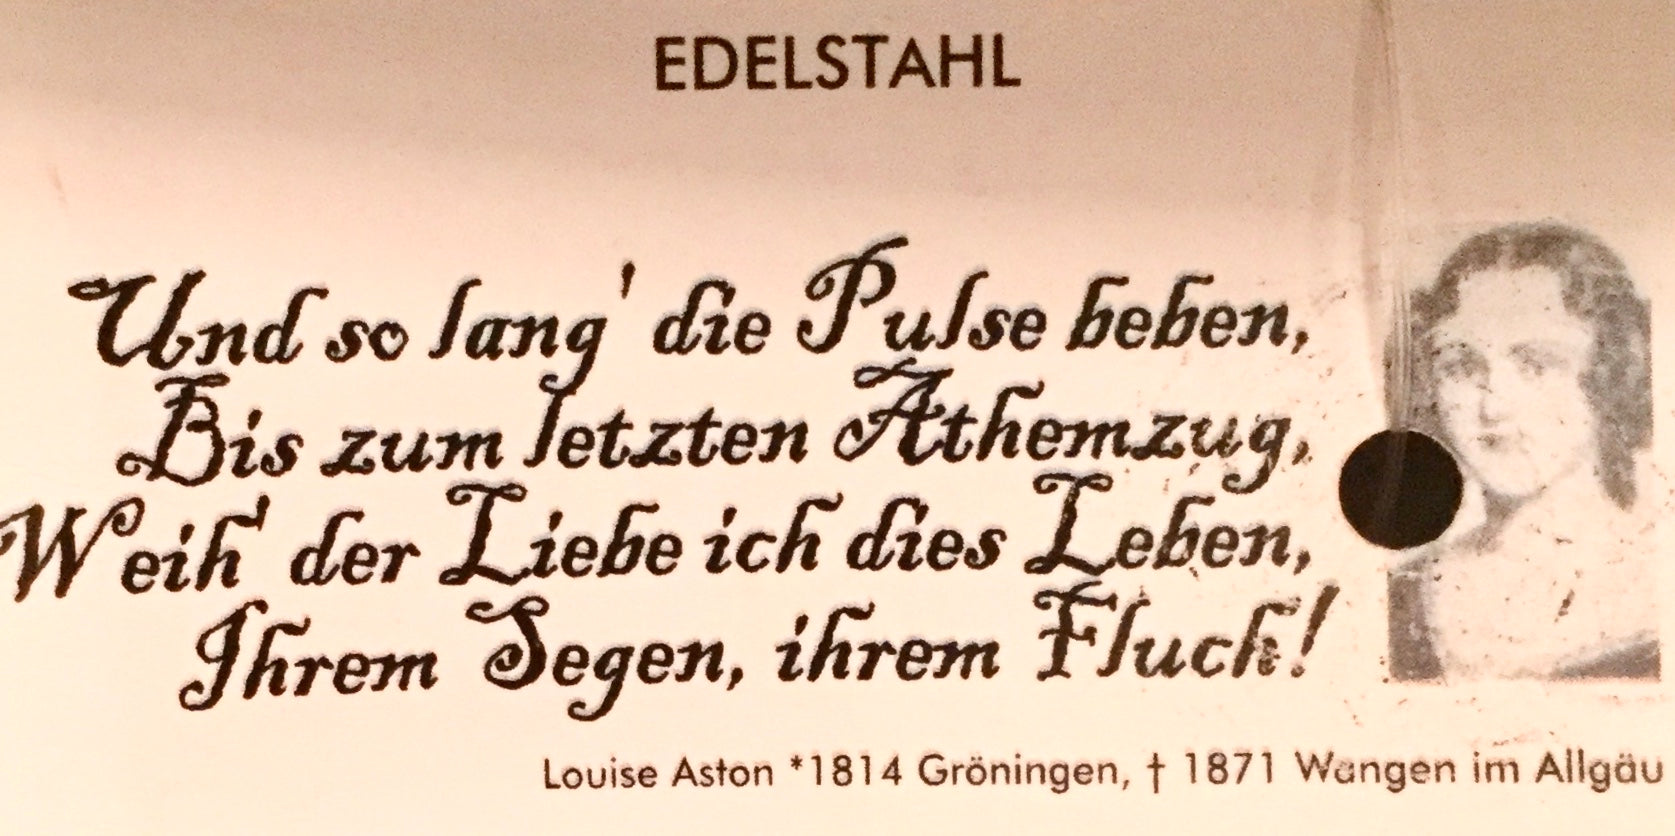 EDELSTAHL
Und so lang' die Pulse beben,
Bis zum letzten Athemzug,
Weih' der Liebe ich dies Leben,
Ihrem Segen, ihrem Fluch!
Louise Aston *1814 Gröningen, † 1871 Wangen im Allgäu